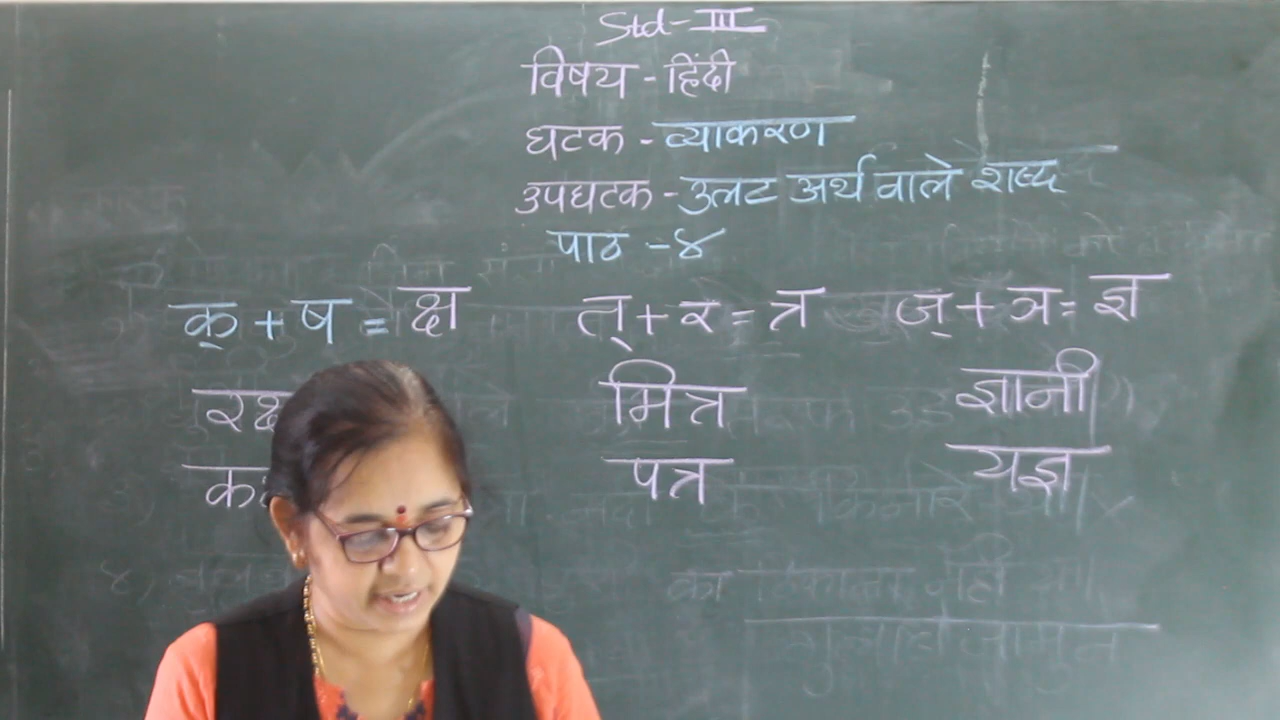 Std- III
विषय - हिंदी
घटक - व्याकरण
उपघटक - उलट अर्थ वाले शब्द
पाठ - ४
क् + ष = क्ष त् + र = त्र ज् + ञ = ज्ञ
मित्र ज्ञानी
पत्र यज्ञ